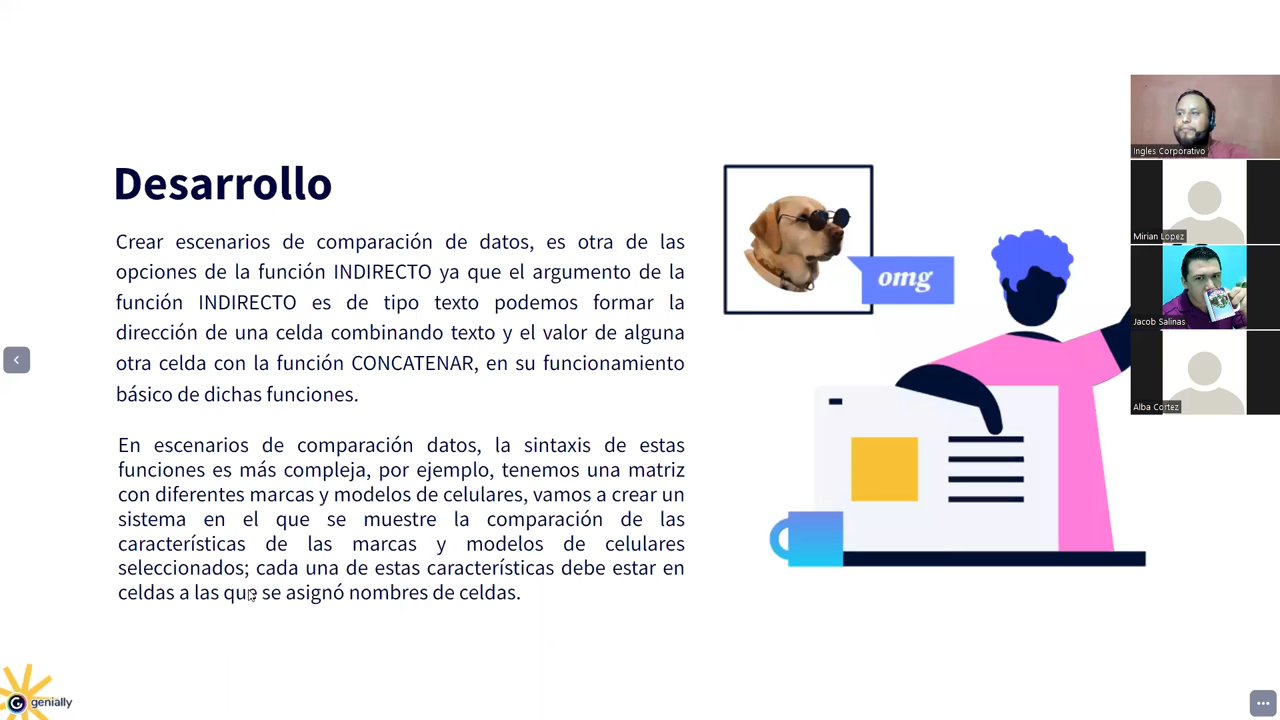 Desarrollo
Crear escenarios de comparación de datos, es otra de las
opciones de la función INDIRECTO ya que el argumento de la
función INDIRECTO es de tipo texto podemos formar la
dirección de una celda combinando texto y el valor de alguna
otra celda con la función CONCATENAR, en su funcionamiento
básico de dichas funciones.
En escenarios de comparación datos, la sintaxis de estas
funciones es más compleja, por ejemplo, tenemos una matriz
con diferentes marcas y modelos de celulares, vamos a crear un
sistema en el que se muestre la comparación de las
características de las marcas y modelos de celulares
seleccionados; cada una de estas características debe estar en
celdas a las que se asignó nombres de celdas.
omg
Ingles Corporativo
Mirian Lopez
Jacob Salinas
Alba Cortez
genially